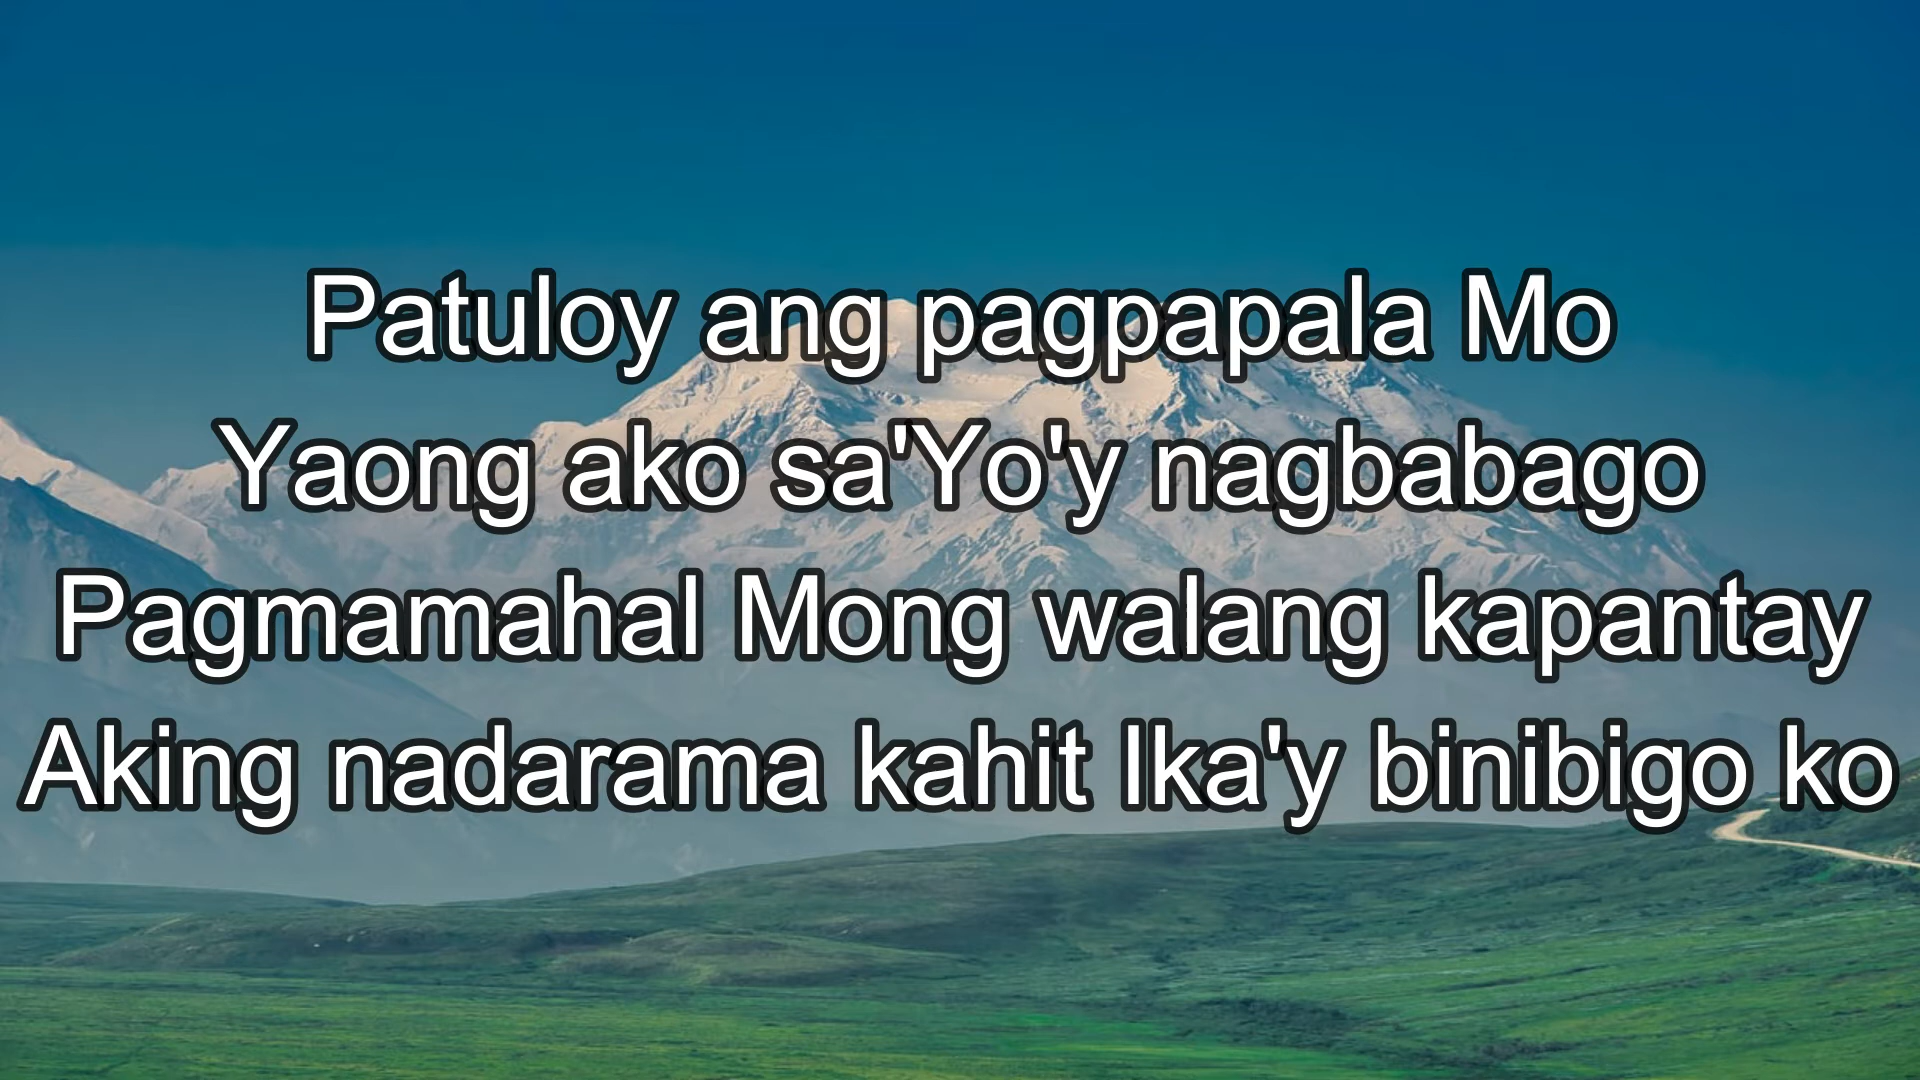 Patuloy ang pagpapala Mo
Yaong ako sa'Yo'y nagbabago
Pagmamahal Mong walang kapantay
Aking nadarama kahit Ika'y binibigo ko